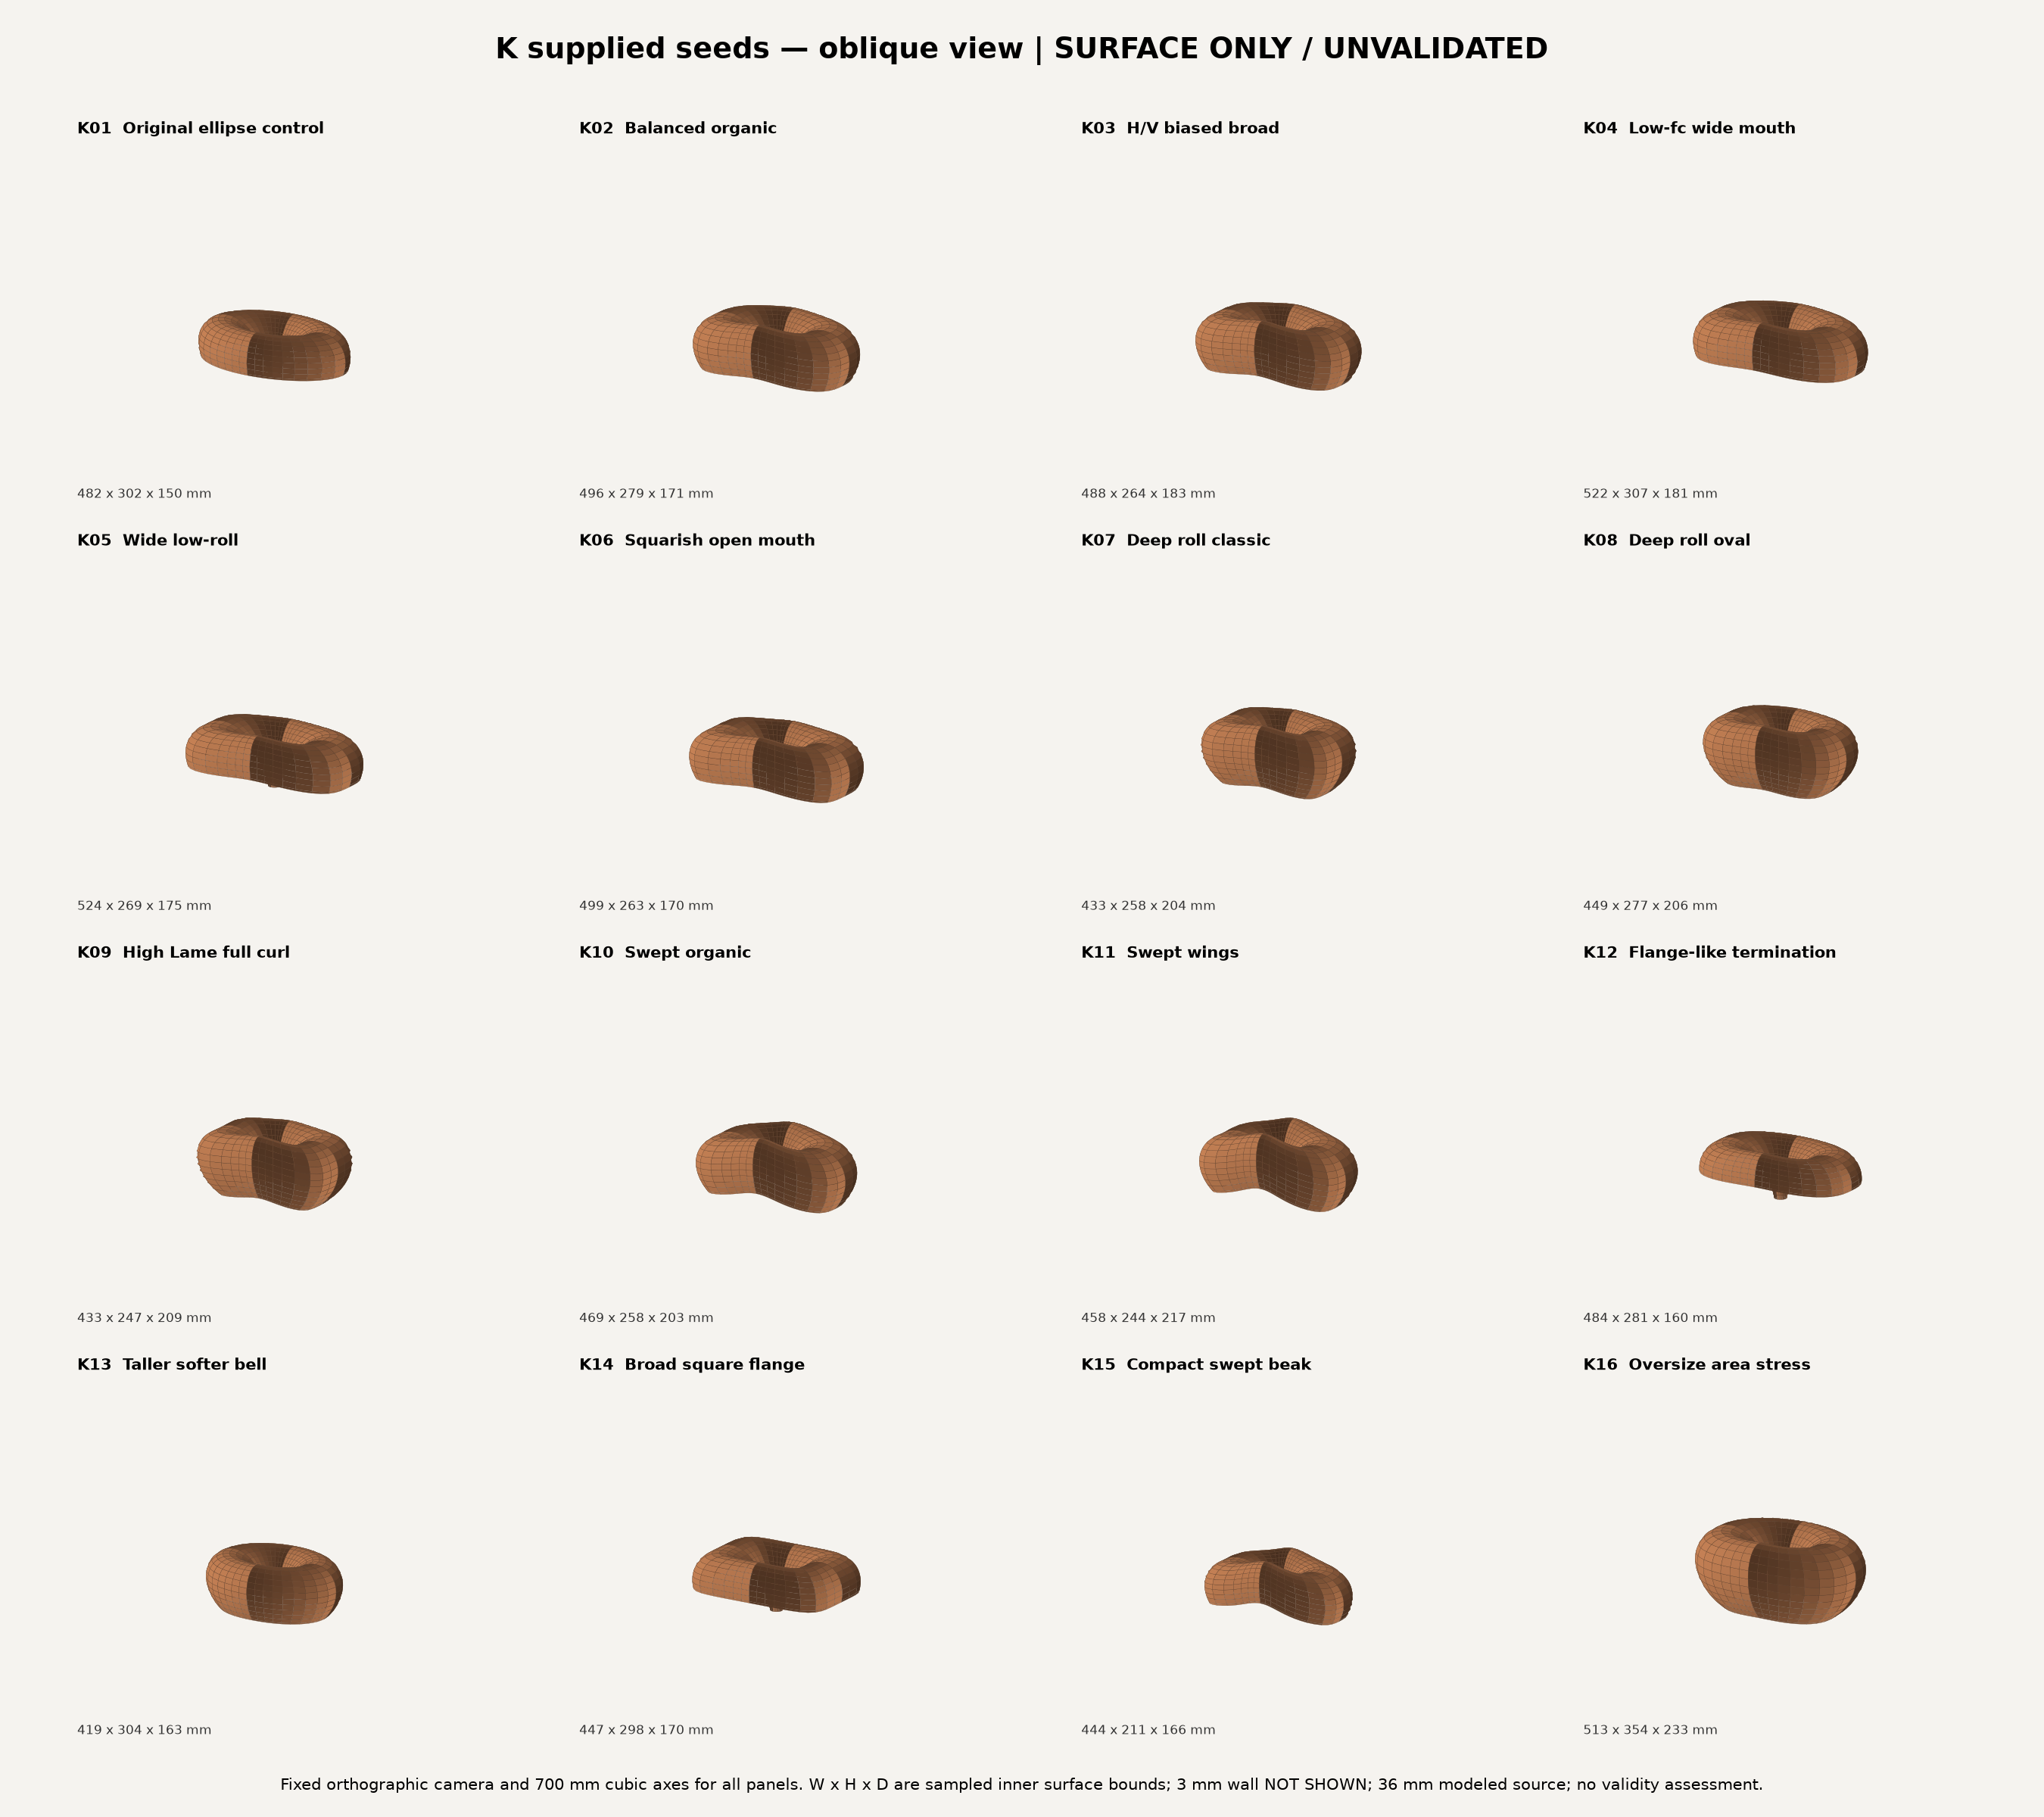 K supplied seeds — oblique view | SURFACE ONLY / UNVALIDATED
K01  Original ellipse control
K02  Balanced organic
K03  H/V biased broad
K04  Low-fc wide mouth
482 x 302 x 150 mm
496 x 279 x 171 mm
488 x 264 x 183 mm
522 x 307 x 181 mm
K05  Wide low-roll
K06  Squarish open mouth
K07  Deep roll classic
K08  Deep roll oval
524 x 269 x 175 mm
499 x 263 x 170 mm
433 x 258 x 204 mm
449 x 277 x 206 mm
K09  High Lame full curl
K10  Swept organic
K11  Swept wings
K12  Flange-like termination
433 x 247 x 209 mm
469 x 258 x 203 mm
458 x 244 x 217 mm
484 x 281 x 160 mm
K13  Taller softer bell
K14  Broad square flange
K15  Compact swept beak
K16  Oversize area stress
419 x 304 x 163 mm
447 x 298 x 170 mm
444 x 211 x 166 mm
513 x 354 x 233 mm
Fixed orthographic camera and 700 mm cubic axes for all panels. W x H x D are sampled inner surface bounds; 3 mm wall NOT SHOWN; 36 mm modeled source; no validity assessment.